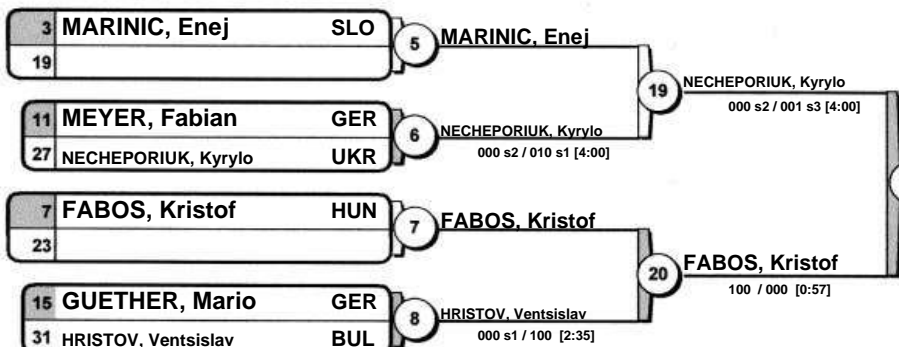 3 MARINIC, Enej SLO
19
5 MARINIC, Enej
19 NECHEPORIUK, Kyrylo
000 s2 / 001 s3 [4:00]
11 MEYER, Fabian GER
27 NECHEPORIUK, Kyrylo UKR
6 NECHEPORIUK, Kyrylo
000 s2 / 010 s1 [4:00]
7 FABOS, Kristof HUN
23
7 FABOS, Kristof
20 FABOS, Kristof
100 / 000 [0:57]
15 GUETHER, Mario GER
31 HRISTOV, Ventsislav BUL
8 HRISTOV, Ventsislav
000 s1 / 100 [2:35]